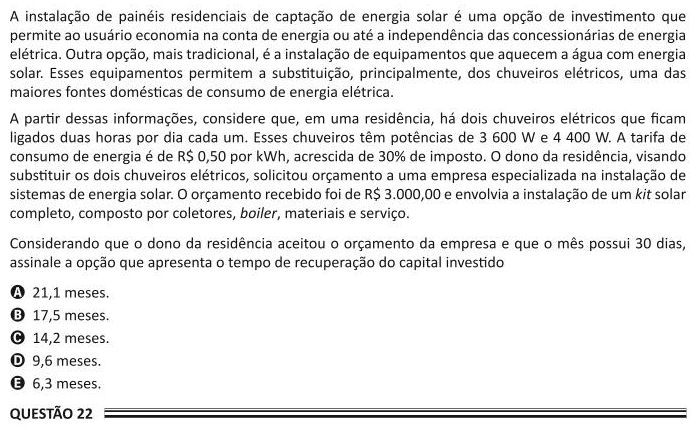 A instalação de painéis residenciais de captação de energia solar é uma opção de investimento que
permite ao usuário economia na conta de energia ou até a independência das concessionárias de energia
elétrica. Outra opção, mais tradicional, é a instalação de equipamentos que aquecem a água com energia
solar. Esses equipamentos permitem a substituição, principalmente, dos chuveiros elétricos, uma das
maiores fontes domésticas de consumo de energia elétrica.
A partir dessas informações, considere que, em uma residência, há dois chuveiros elétricos que ficam
ligados duas horas por dia cada um. Esses chuveiros têm potências de 3 600 W e 4 400 W. A tarifa de
consumo de energia é de R$ 0,50 por kWh, acrescida de 30% de imposto. O dono da residência, visando
substituir os dois chuveiros elétricos, solicitou orçamento a uma empresa especializada na instalação de
sistemas de energia solar. O orçamento recebido foi de R$ 3.000,00 e envolvia a instalação de um kit solar
completo, composto por coletores, boiler, materiais e serviço.
Considerando que o dono da residência aceitou o orçamento da empresa e que o mês possui 30 dias,
assinale a opção que apresenta o tempo de recuperação do capital investido
A 21,1 meses.
B 17,5 meses.
C 14,2 meses.
D 9,6 meses.
E 6,3 meses.
QUESTÃO 22